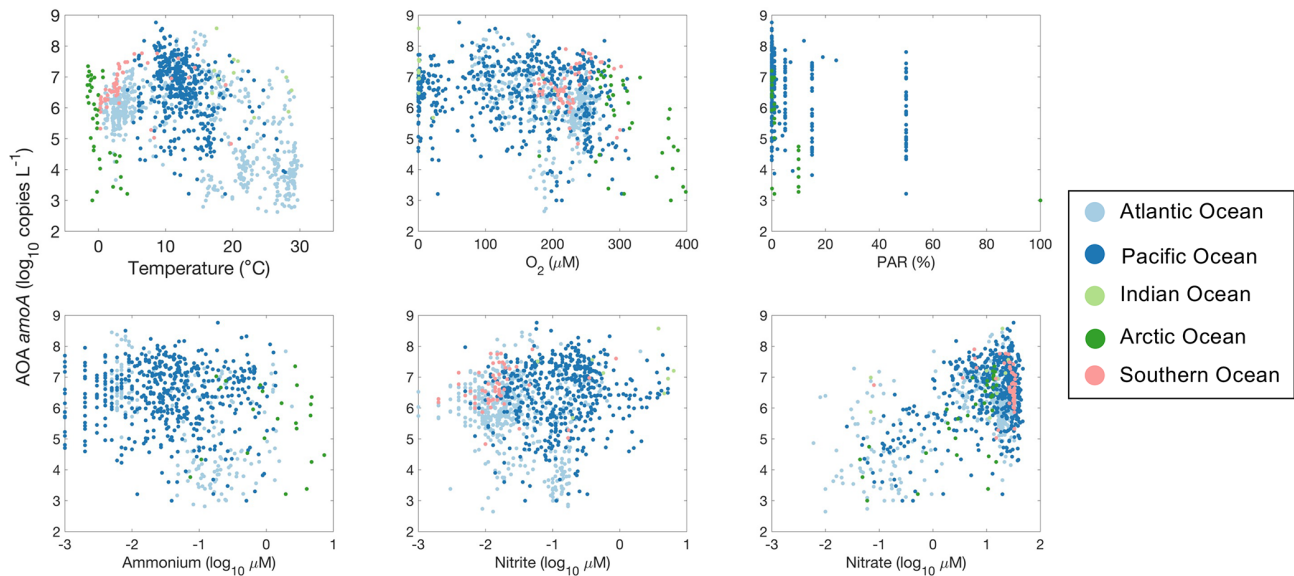 AOA amoA (log10 copies L-1)
9
8
7
6
5
4
3
2
0 10 20 30
Temperature (°C)
9
8
7
6
5
4
3
2
0 100 200 300 400
O2 (μM)
9
8
7
6
5
4
3
2
0 20 40 60 80 100
PAR (%)
9
8
7
6
5
4
3
2
-3 -2 -1 0 1
Ammonium (log10 μM)
9
8
7
6
5
4
3
2
-3 -2 -1 0 1
Nitrite (log10 μM)
9
8
7
6
5
4
3
2
-3 -2 -1 0 1 2
Nitrate (log10 μM)
Atlantic Ocean
Pacific Ocean
Indian Ocean
Arctic Ocean
Southern Ocean